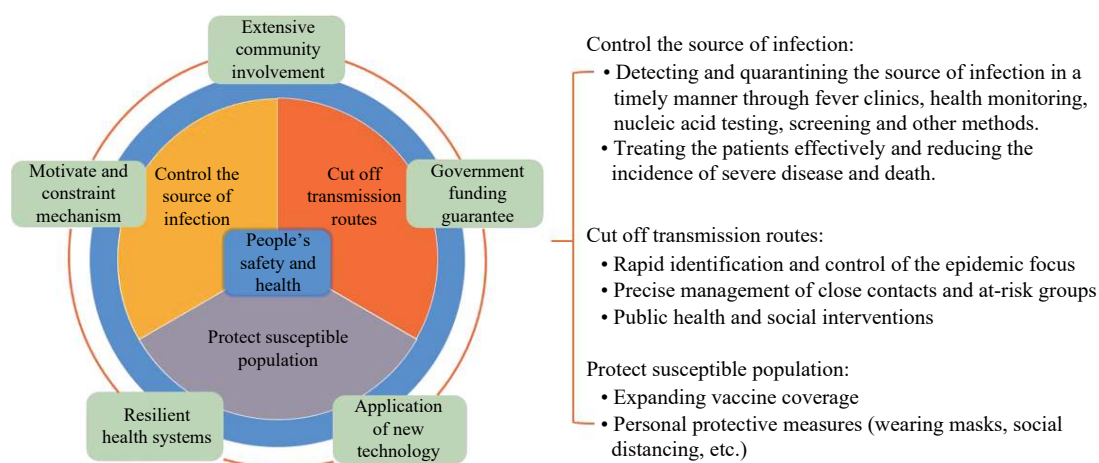 Extensive
community
involvement
Motivate and
constraint
mechanism
Control the
source of
infection
Cut off
transmission
routes
Government
funding
guarantee
People's
safety and
health
Protect susceptible
population
Resilient
health systems
Application
of new
technology
Control the source of infection:
• Detecting and quarantining the source of infection in a
timely manner through fever clinics, health monitoring,
nucleic acid testing, screening and other methods.
• Treating the patients effectively and reducing the
incidence of severe disease and death.
Cut off transmission routes:
• Rapid identification and control of the epidemic focus
• Precise management of close contacts and at-risk groups
• Public health and social interventions
Protect susceptible population:
• Expanding vaccine coverage
• Personal protective measures (wearing masks, social
distancing, etc.)